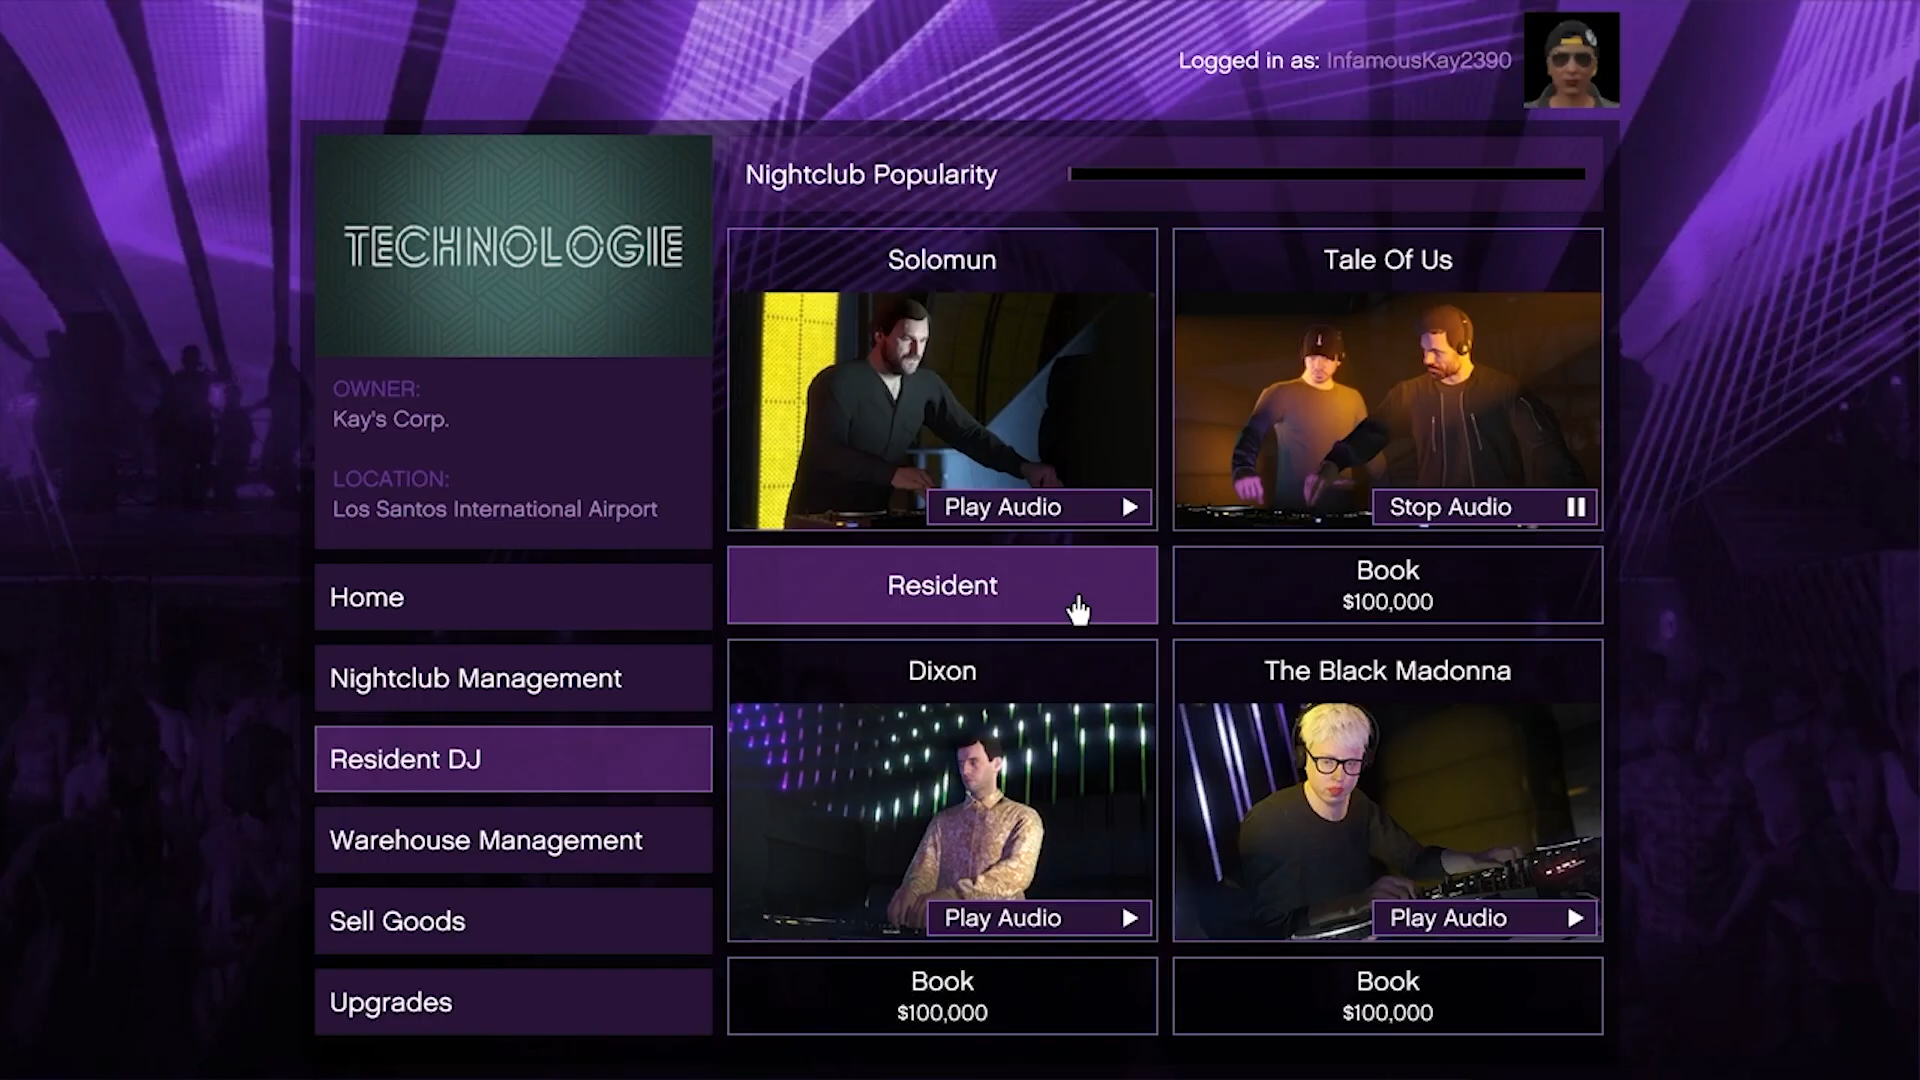 Logged in as: InfamousKay2390
TECHNOLOGIE
OWNER:
Kay's Corp.
LOCATION:
Los Santos International Airport
Home
Nightclub Management
Resident DJ
Warehouse Management
Sell Goods
Upgrades
Nightclub Popularity
Solomun
Play Audio
Resident
Tale Of Us
Stop Audio
Book
$100,000
Dixon
Play Audio
Book
$100,000
The Black Madonna
Play Audio
Book
$100,000